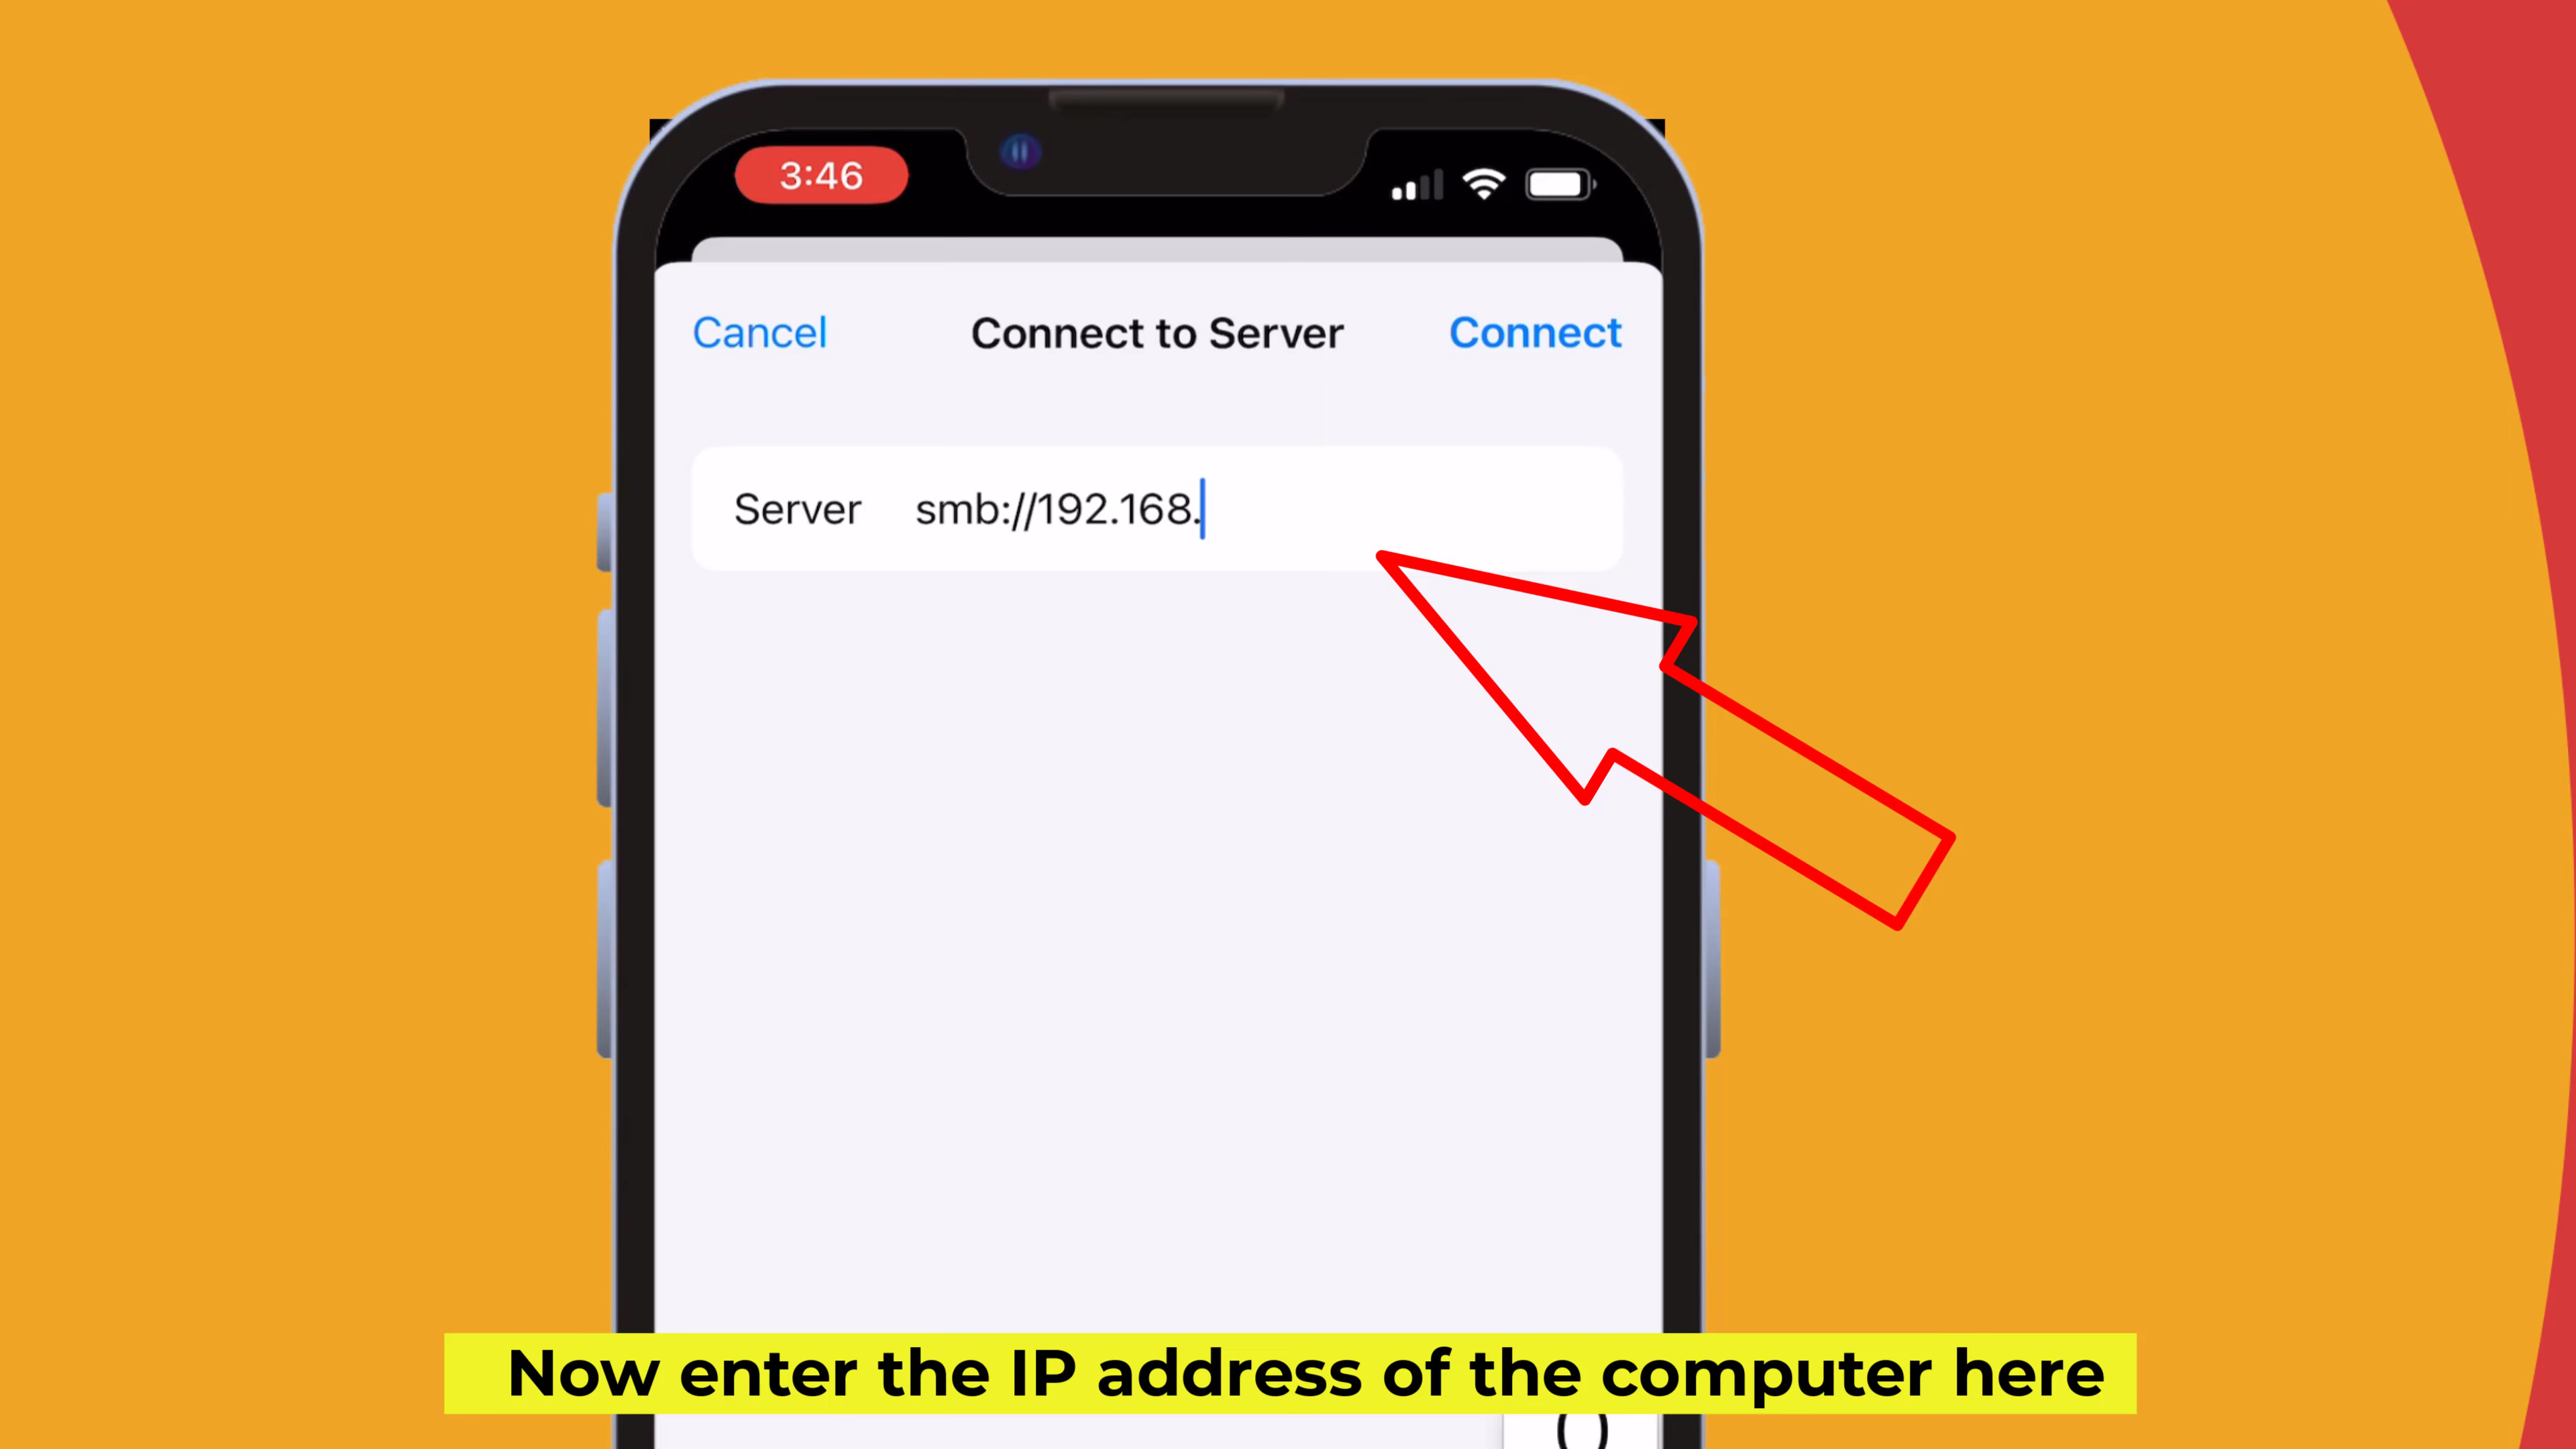 3:46
Cancel Connect to Server Connect
Server smb://192.168.
Now enter the IP address of the computer here